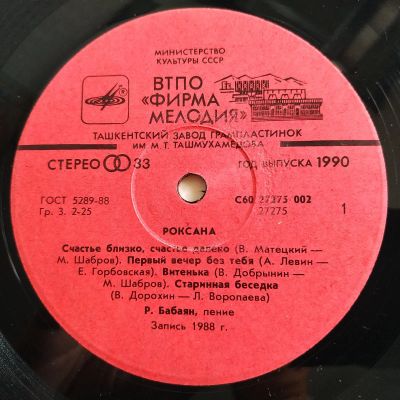 МИНИСТЕРСТВО
КУЛЬТУРЫ СССР
ВТПО
«ФИРМА
МЕЛОДИЯ»
ТАШКЕНТСКИЙ ЗАВОД ГРАМПЛАСТИНОК
ИМ М. Т. ТАШМУХАМЕДОВА
СТЕРЕО 33 ГОД ВЫПУСКА 1990
ГОСТ 5289-88 С60 27275 002
Гр. 3. 2-25 27275 1
РОКСАНА
Счастье близко, счастье далеко (В. Матецкий —
М. Шабров). Первый вечер без тебя (А. Левин —
Е. Горбовская). Витенька (В. Добрынин —
М. Шабров). Старинная беседка
(В. Дорохин — Л. Воропаева)
Р. Бабаян, пение
Запись 1988 г.